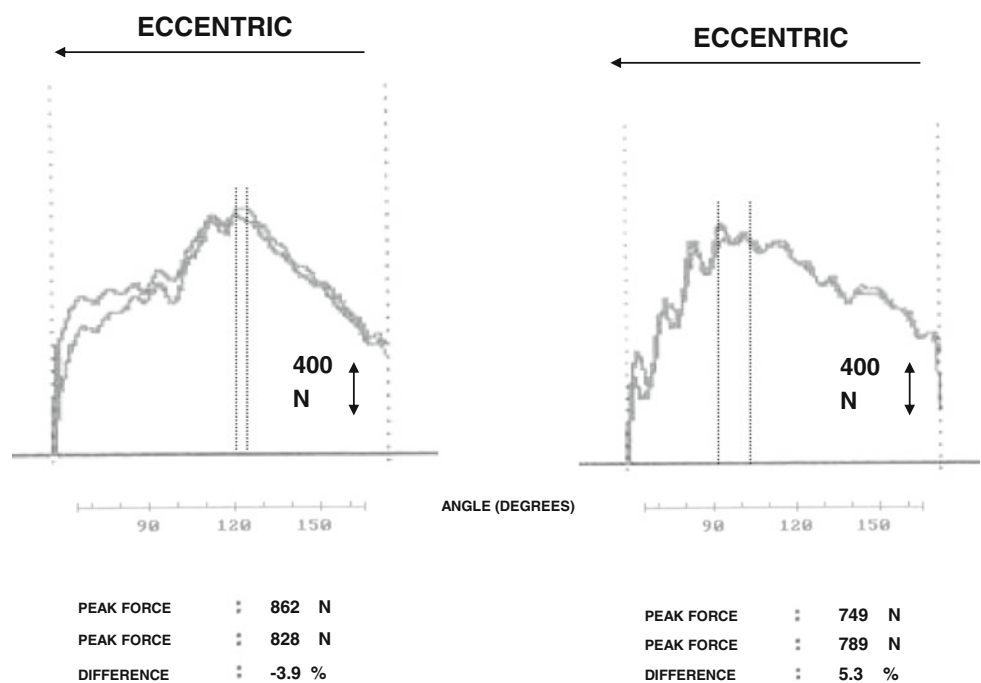 ECCENTRIC
400
N
90 120 150
PEAK FORCE : 862 N
PEAK FORCE : 828 N
DIFFERENCE : -3.9 %
ANGLE (DEGREES)
ECCENTRIC
400
N
90 120 150
PEAK FORCE : 749 N
PEAK FORCE : 789 N
DIFFERENCE : 5.3 %